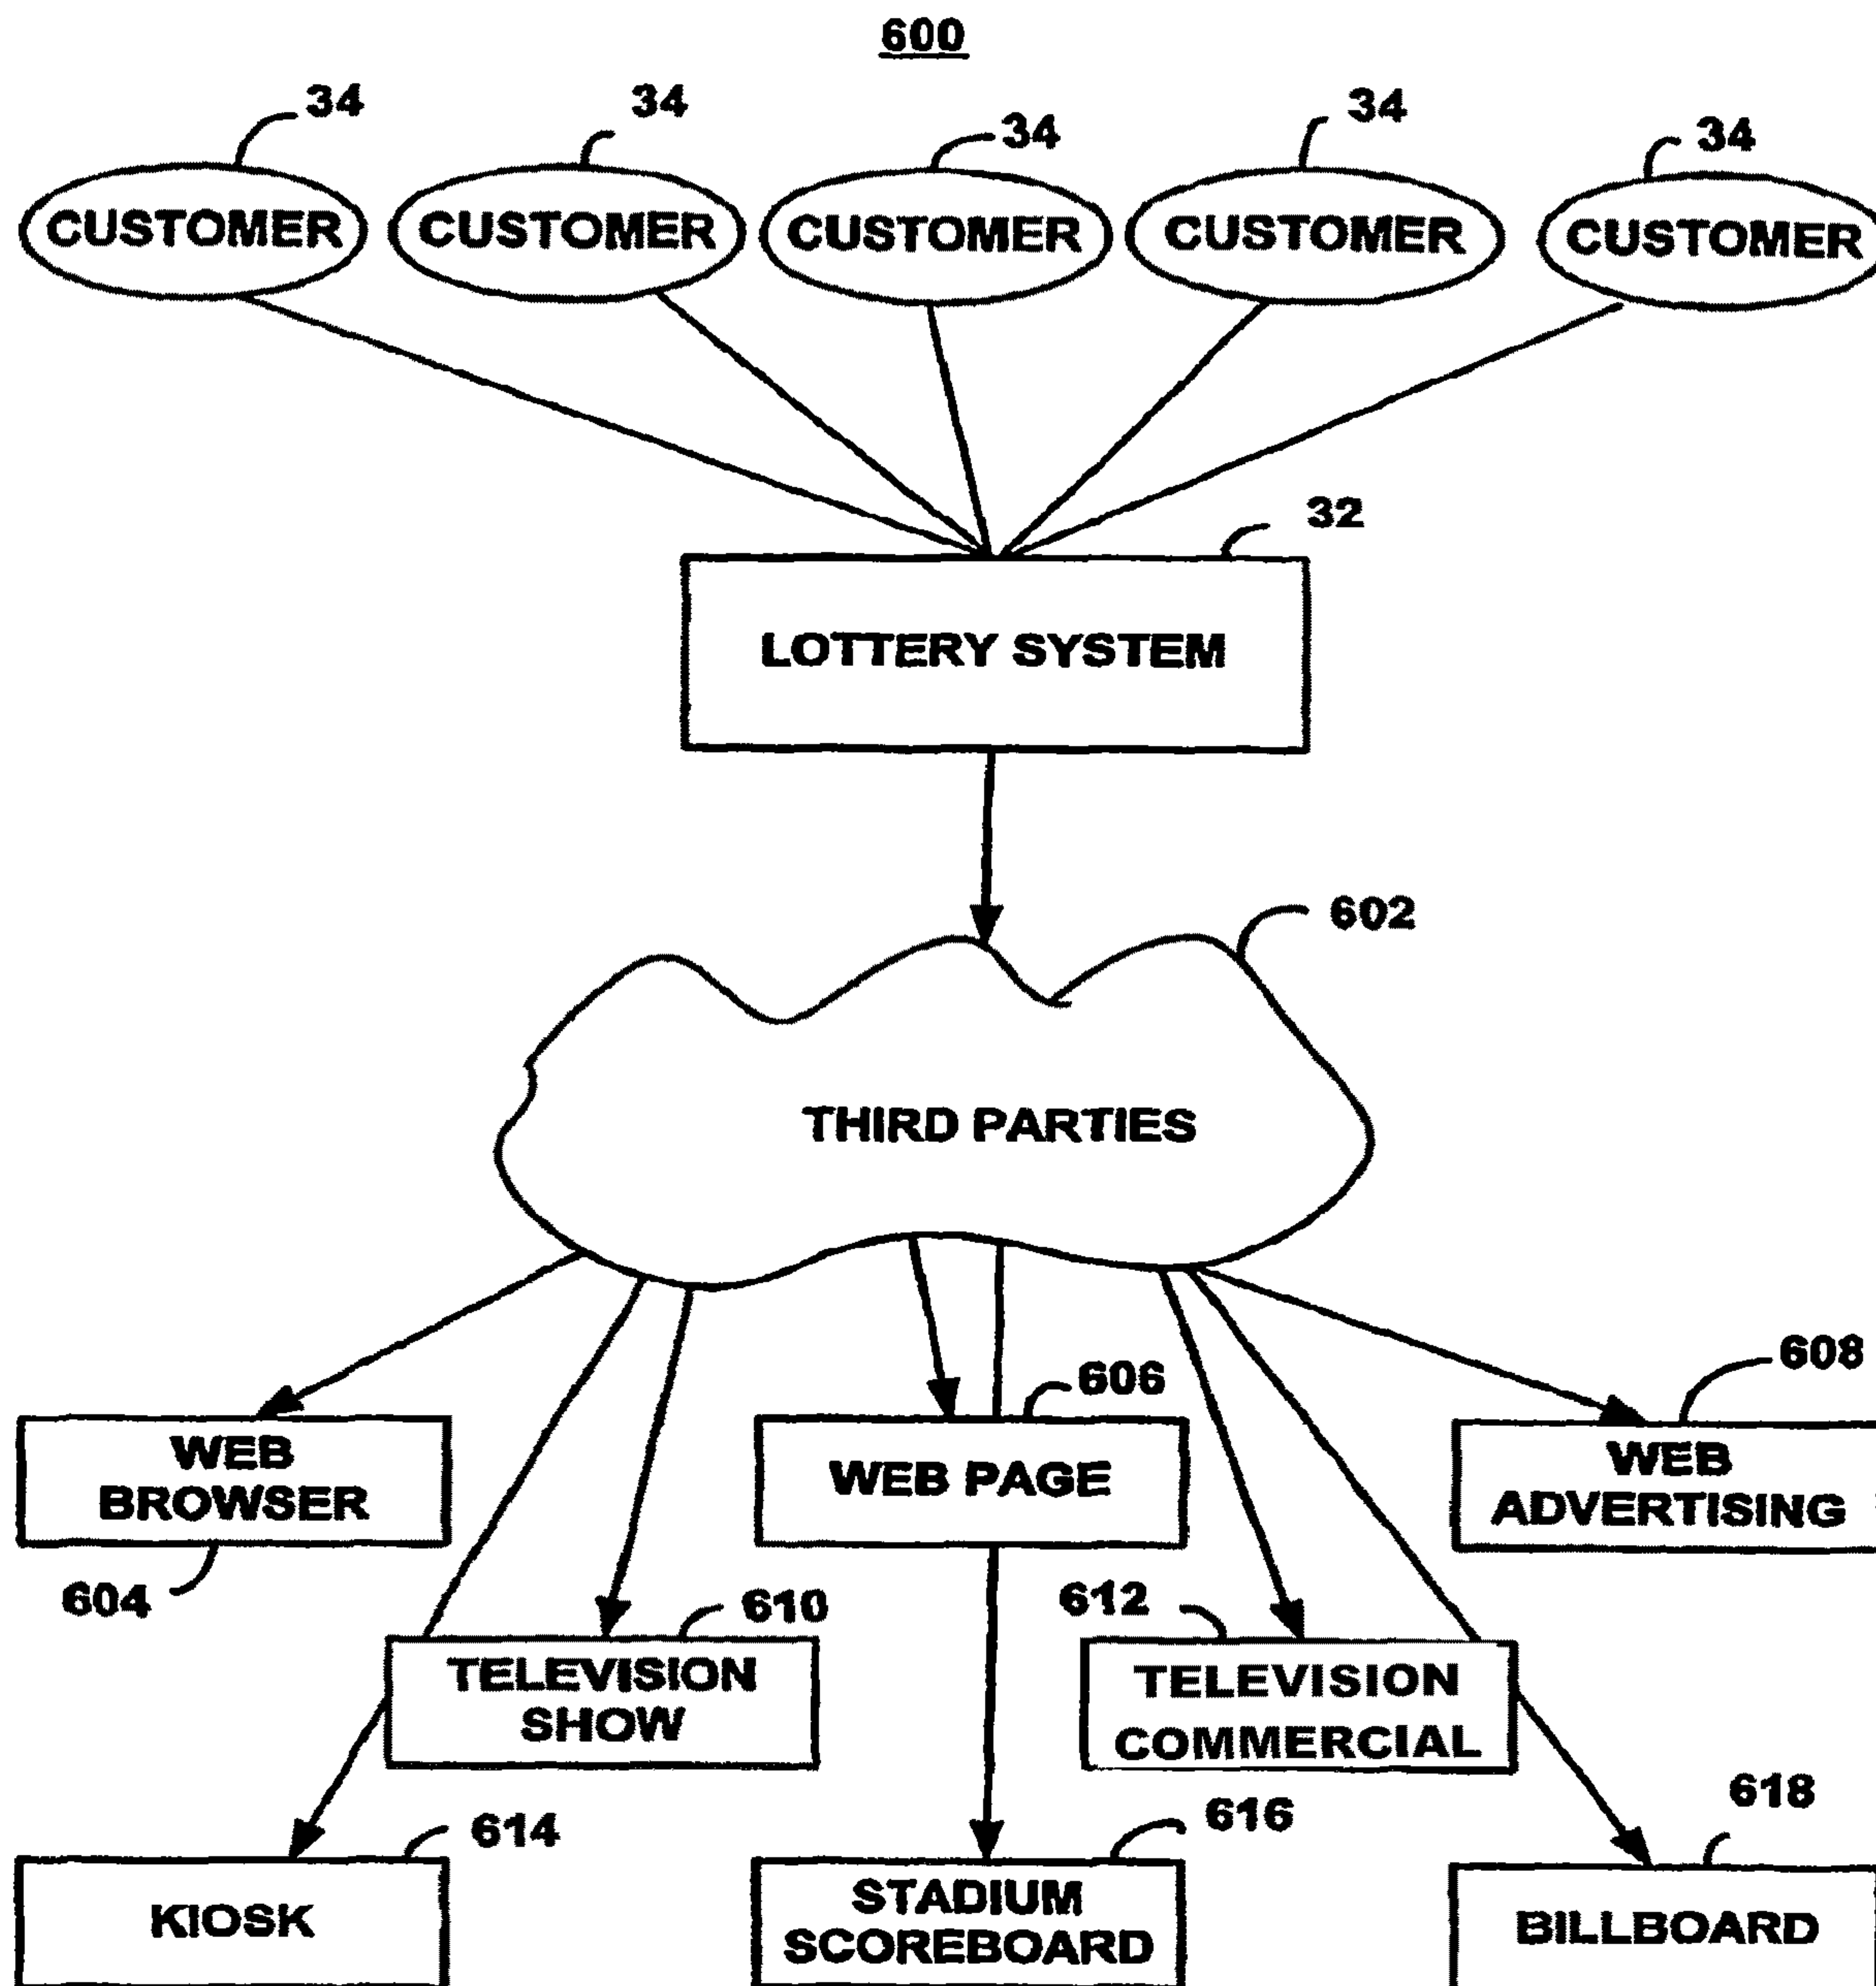 600
34
34
34
34
34
CUSTOMER
CUSTOMER
CUSTOMER
CUSTOMER
CUSTOMER
32
LOTTERY SYSTEM
602
THIRD PARTIES
608
606
WEB
BROWSER
WEB PAGE
WEB
ADVERTISING
604
610
612
TELEVISION
SHOW
TELEVISION
COMMERCIAL
614
616
618
KIOSK
STADIUM
SCOREBOARD
BILLBOARD